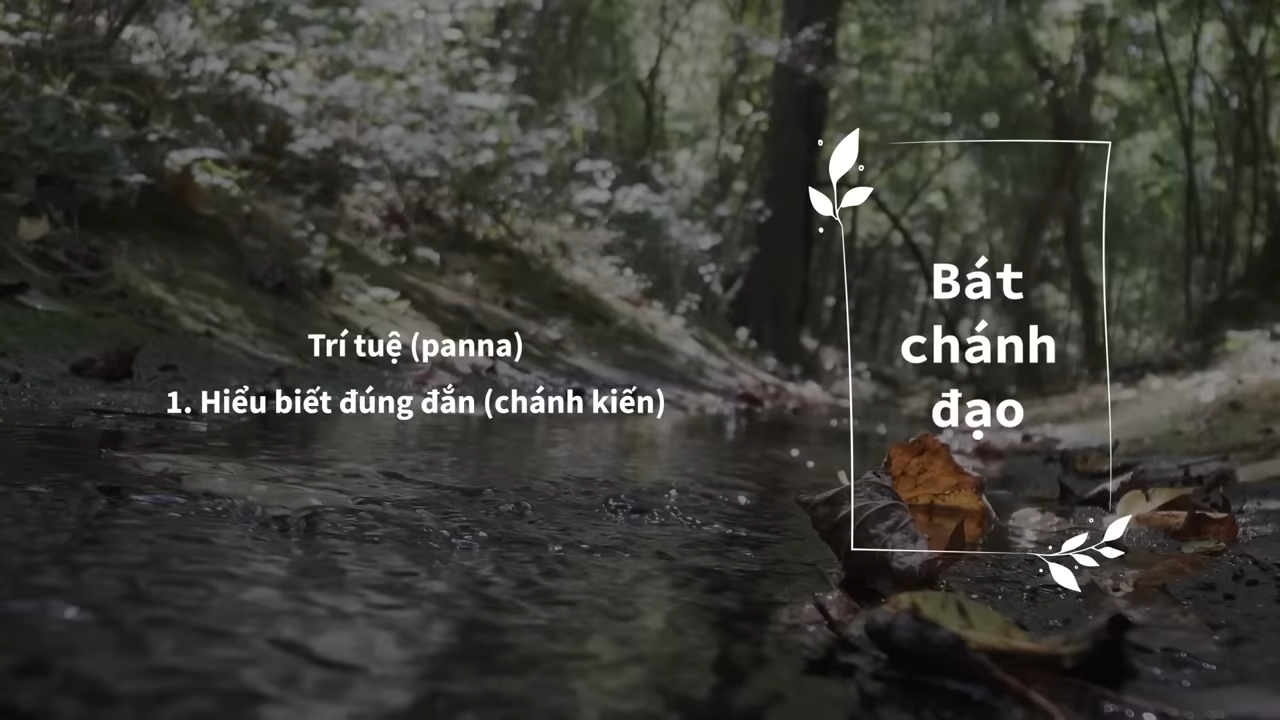 Trí tuệ (panna)
1. Hiểu biết đúng đắn (chánh kiến)
Bát
chánh
đạo